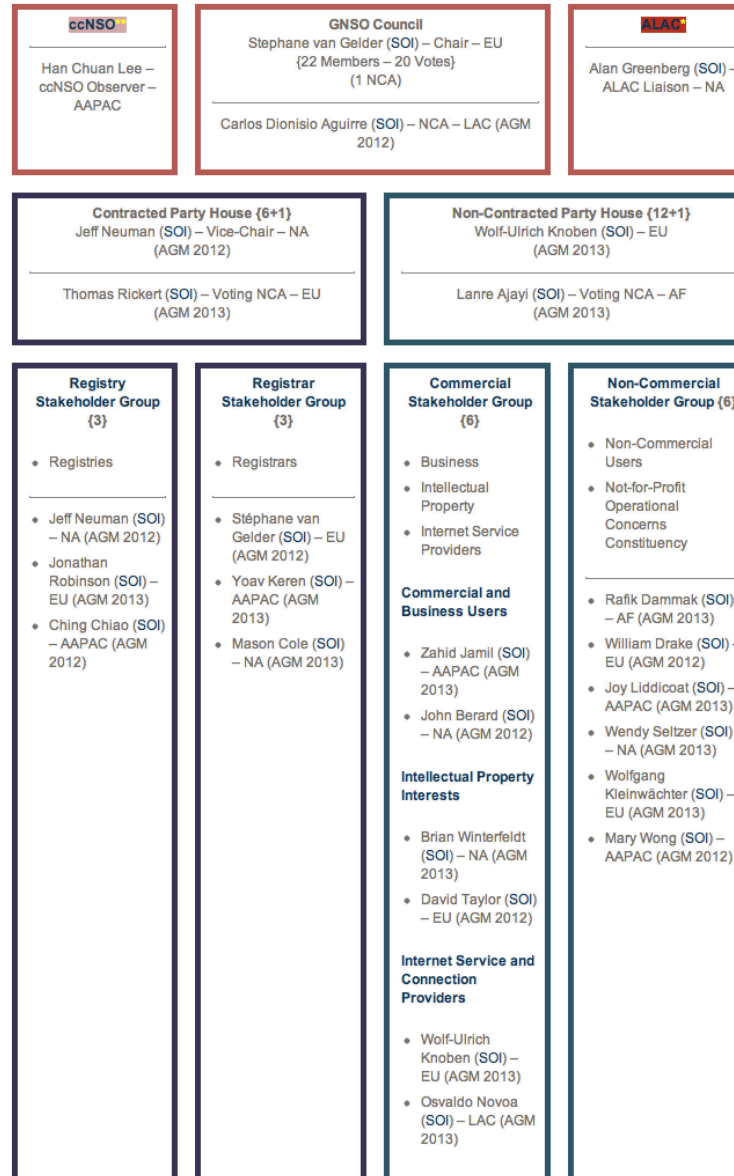 ccNSO**
Han Chuan Lee –
ccNSO Observer –
AAPAC
GNSO Council
Stephane van Gelder (SOI) – Chair – EU
{22 Members – 20 Votes}
(1 NCA)
Carlos Dionisio Aguirre (SOI) – NCA – LAC (AGM
2012)
ALAC*
Alan Greenberg (SOI) –
ALAC Liaison – NA
Contracted Party House {6+1}
Jeff Neuman (SOI) – Vice-Chair – NA
(AGM 2012)
Thomas Rickert (SOI) – Voting NCA – EU
(AGM 2013)
Non-Contracted Party House {12+1}
Wolf-Ulrich Knoben (SOI) – EU
(AGM 2013)
Lanre Ajayi (SOI) – Voting NCA – AF
(AGM 2013)
Registry
Stakeholder Group
{3}
• Registries
• Jeff Neuman (SOI)
– NA (AGM 2012)
• Jonathan
Robinson (SOI) –
EU (AGM 2013)
• Ching Chiao (SOI)
– AAPAC (AGM
2012)
Registrar
Stakeholder Group
{3}
• Registrars
• Stéphane van
Gelder (SOI) – EU
(AGM 2012)
• Yoav Keren (SOI) –
AAPAC (AGM
2013)
• Mason Cole (SOI)
– NA (AGM 2013)
Commercial
Stakeholder Group
{6}
• Business
• Intellectual
Property
• Internet Service
Providers
Commercial and
Business Users
• Zahid Jamil (SOI)
– AAPAC (AGM
2013)
• John Berard (SOI)
– NA (AGM 2012)
Intellectual Property
Interests
• Brian Winterfeldt
(SOI) – NA (AGM
2013)
• David Taylor (SOI)
– EU (AGM 2012)
Internet Service and
Connection
Providers
• Wolf-Ulrich
Knoben (SOI) –
EU (AGM 2013)
• Osvaldo Novoa
(SOI) – LAC (AGM
2013)
Non-Commercial
Stakeholder Group {6}
• Non-Commercial
Users
• Not-for-Profit
Operational
Concerns
Constituency
• Rafik Dammak (SOI)
– AF (AGM 2013)
• William Drake (SOI) –
EU (AGM 2012)
• Joy Liddicoat (SOI) –
AAPAC (AGM 2013)
• Wendy Seltzer (SOI)
– NA (AGM 2013)
• Wolfgang
Kleinwächter (SOI) –
EU (AGM 2013)
• Mary Wong (SOI) –
AAPAC (AGM 2012)